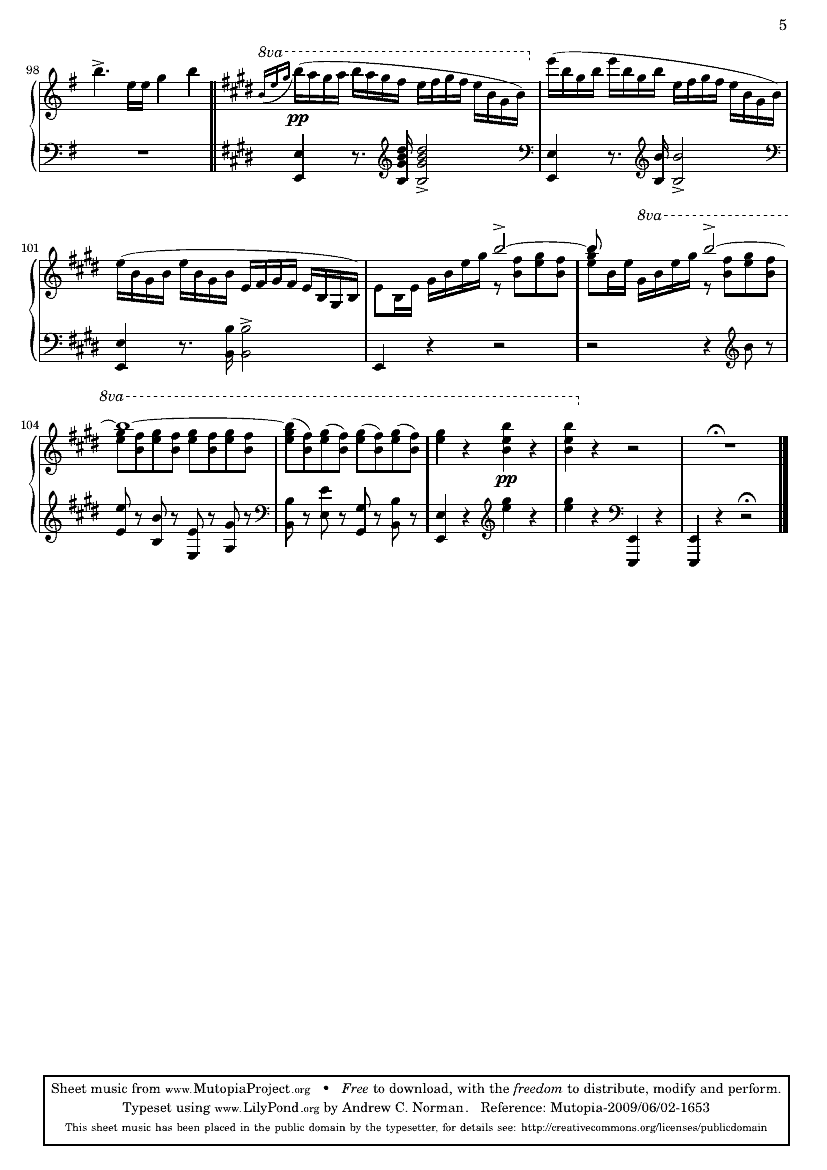 5
98
8va
pp
101
8va
8va
104
pp
Sheet music from www.MutopiaProject.org • Free to download, with the freedom to distribute, modify and perform.
Typeset using www.LilyPond.org by Andrew C. Norman. Reference: Mutopia-2009/06/02-1653
This sheet music has been placed in the public domain by the typesetter, for details see: http://creativecommons.org/licenses/publicdomain